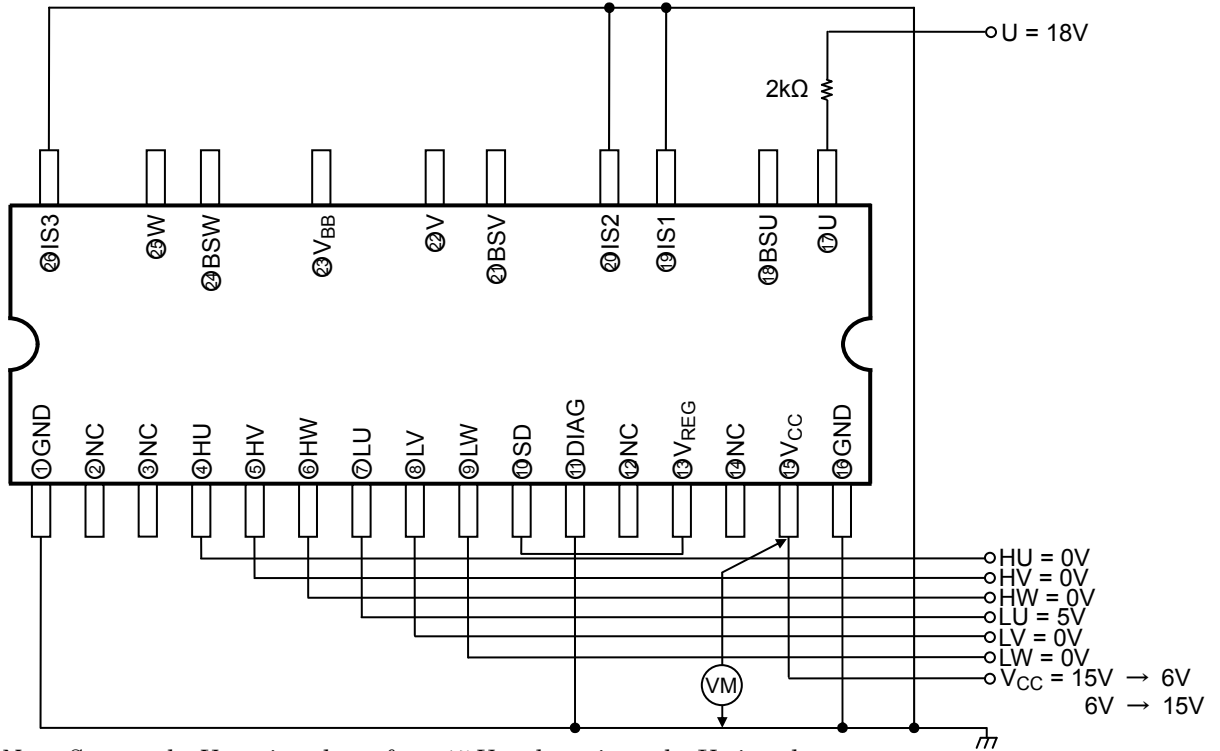 U = 18V
2kΩ
㉖IS3
㉕W
㉔BSW
㉓VBB
㉒V
㉑BSV
⑳IS2
⑲IS1
⑱BSU
⑰U
①GND
②NC
③NC
④HU
⑤HV
⑥HW
⑦LU
⑧LV
⑨LW
⑩SD
⑪DIAG
⑫NC
⑬VREG
⑭NC
⑮VCC
⑯GND
HU = 0V
HV = 0V
HW = 0V
LU = 5V
LV = 0V
LW = 0V
VCC = 15V → 6V
6V → 15V
VM